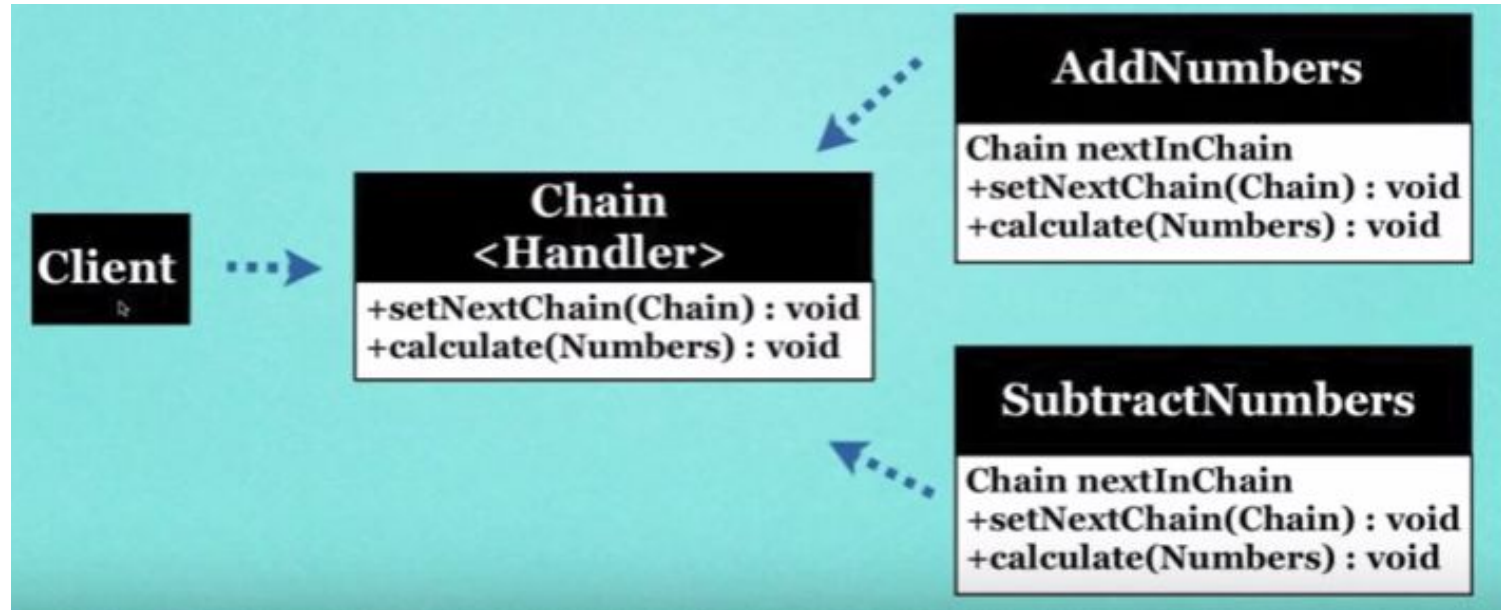 Client
Chain
<Handler>
+setNextChain(Chain) : void
+calculate(Numbers) : void
AddNumbers
Chain nextInChain
+setNextChain(Chain) : void
+calculate(Numbers) : void
SubtractNumbers
Chain nextInChain
+setNextChain(Chain) : void
+calculate(Numbers) : void